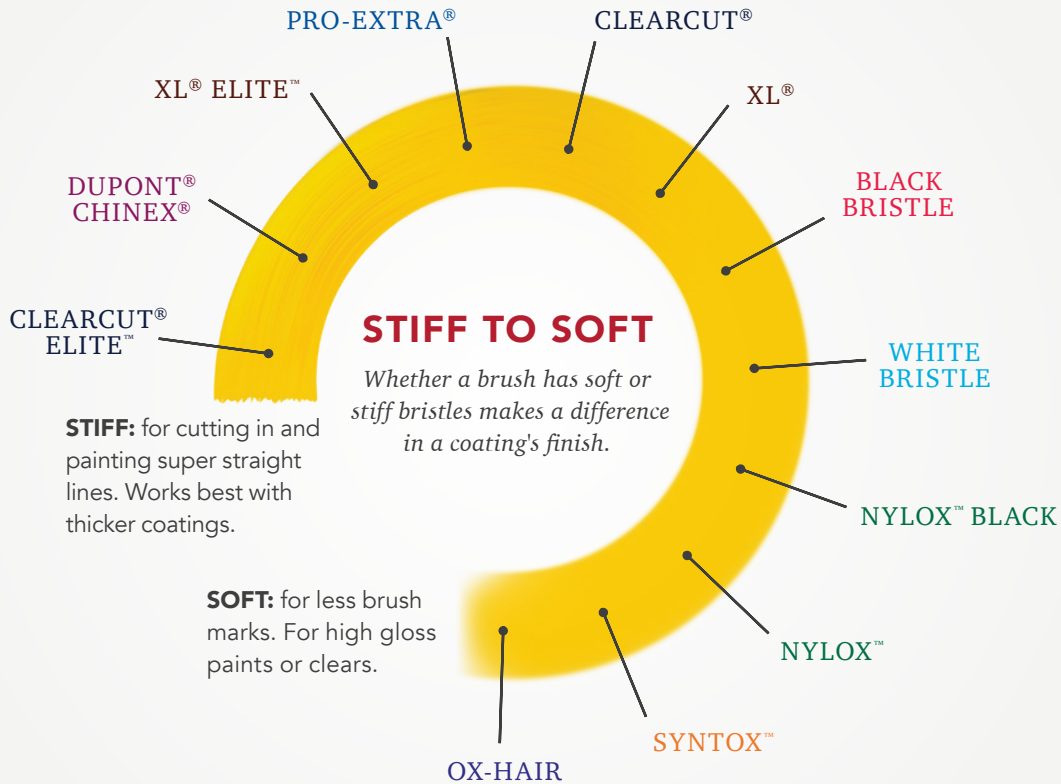 PRO-EXTRA®
CLEARCUT®
XL® ELITE™
XL®
DUPONT®
CHINEX®
BLACK
BRISTLE
CLEARCUT®
ELITE™
STIFF TO SOFT
Whether a brush has soft or
stiff bristles makes a difference
in a coating's finish.
WHITE
BRISTLE
STIFF: for cutting in and
painting super straight
lines. Works best with
thicker coatings.
NYLOX™ BLACK
SOFT: for less brush
marks. For high gloss
paints or clears.
NYLOX™
SYNTOX™
OX-HAIR